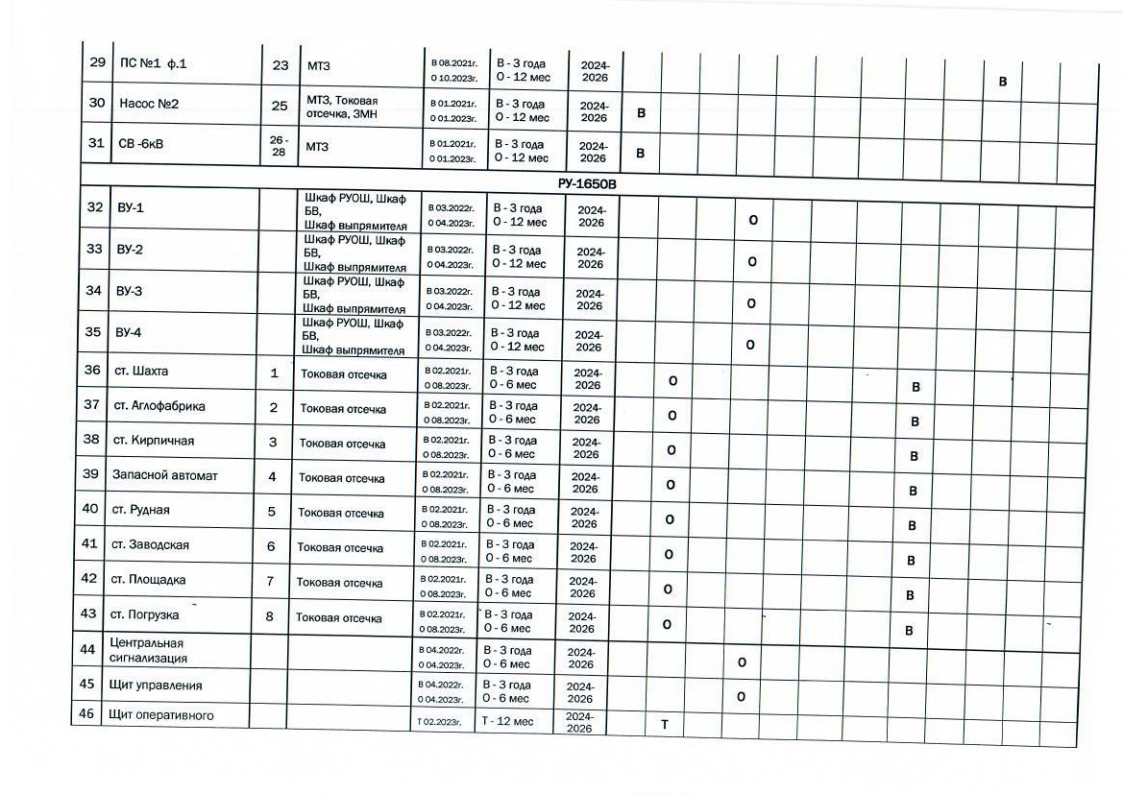 29 ПС №1 ф.1 23 МТЗ В 08.2021г. О 10.2023г. В - 3 года О - 12 мес 2024-2026 В
30 Насос №2 25 МТЗ, Токовая отсечка, ЗМН В 01.2021г. О 01.2023г. В - 3 года О - 12 мес 2024-2026 В
31 СВ -6кВ 26 - 28 МТЗ В 01.2021г. О 01.2023г. В - 3 года О - 12 мес 2024-2026 В
РУ-1650В
32 ВУ-1 Шкаф РУОШ, Шкаф БВ, Шкаф выпрямителя В 03.2022г. О 04.2023г. В - 3 года О - 12 мес 2024-2026 О
33 ВУ-2 Шкаф РУОШ, Шкаф БВ, Шкаф выпрямителя В 03.2022г. О 04.2023г. В - 3 года О - 12 мес 2024-2026 О
34 ВУ-3 Шкаф РУОШ, Шкаф БВ, Шкаф выпрямителя В 03.2022г. О 04.2023г. В - 3 года О - 12 мес 2024-2026 О
35 ВУ-4 Шкаф РУОШ, Шкаф БВ, Шкаф выпрямителя В 03.2022г. О 04.2023г. В - 3 года О - 12 мес 2024-2026 О
36 ст. Шахта 1 Токовая отсечка В 02.2021г. О 08.2023г. В - 3 года О - 6 мес 2024-2026 О В
37 ст. Аглофабрика 2 Токовая отсечка В 02.2021г. О 08.2023г. В - 3 года О - 6 мес 2024-2026 О В
38 ст. Кирпичная 3 Токовая отсечка В 02.2021г. О 08.2023г. В - 3 года О - 6 мес 2024-2026 О В
39 Запасной автомат 4 Токовая отсечка В 02.2021г. О 08.2023г. В - 3 года О - 6 мес 2024-2026 О В
40 ст. Рудная 5 Токовая отсечка В 02.2021г. О 08.2023г. В - 3 года О - 6 мес 2024-2026 О В
41 ст. Заводская 6 Токовая отсечка В 02.2021г. О 08.2023г. В - 3 года О - 6 мес 2024-2026 О В
42 ст. Площадка 7 Токовая отсечка В 02.2021г. О 08.2023г. В - 3 года О - 6 мес 2024-2026 О В
43 ст. Погрузка 8 Токовая отсечка В 02.2021г. О 08.2023г. В - 3 года О - 6 мес 2024-2026 О В
44 Центральная сигнализация В 04.2022г. О 04.2023г. В - 3 года О - 6 мес 2024-2026 О
45 Щит управления В 04.2022г. О 04.2023г. В - 3 года О - 6 мес 2024-2026 О
46 Щит оперативного Т 02.2023г. Т - 12 мес 2024-2026 Т